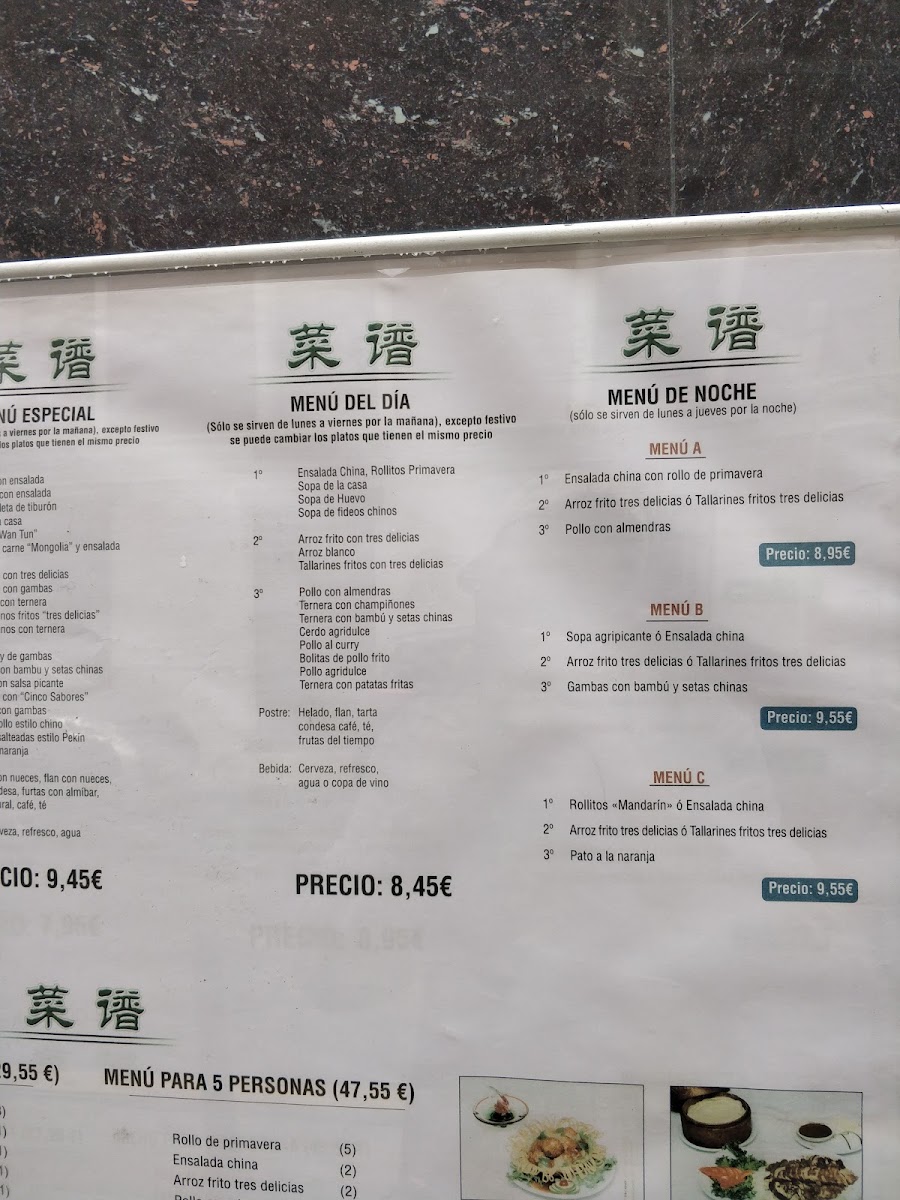 菜 谱
NÚ ESPECIAL
a viernes por la mañana), excepto festivo
los platos que tienen el mismo precio
on ensalada
con ensalada
leta de tiburón
casa
"Wan Tun"
carne "Mongolia" y ensalada
con tres delicias
con gambas
con ternera
nos fritos "tres delicias"
nos con ternera
y de gambas
on bambu y setas chinas
on salsa picante
con "Cinco Sabores"
con gambas
ollo estilo chino
salteadas estilo Pekin
naranja
on nueces, flan con nueces,
desa, furtas con almibar,
ral, café, té
veza, refresco, agua
CIO: 9,45€
菜 谱
MENÚ DEL DÍA
(Sólo se sirven de lunes a viernes por la mañana), excepto festivo
se puede cambiar los platos que tienen el mismo precio
1º Ensalada China, Rollitos Primavera
Sopa de la casa
Sopa de Huevo
Sopa de fideos chinos
2º Arroz frito con tres delicias
Arroz blanco
Tallarines fritos con tres delicias
3º Pollo con almendras
Ternera con champiñones
Ternera con bambú y setas chinas
Cerdo agridulce
Pollo al curry
Bolitas de pollo frito
Pollo agridulce
Ternera con patatas fritas
Postre: Helado, flan, tarta
condesa café, té,
frutas del tiempo
Bebida: Cerveza, refresco,
agua o copa de vino
PRECIO: 8,45€
菜 谱
MENÚ DE NOCHE
(sólo se sirven de lunes a jueves por la noche)
MENÚ A
1º Ensalada china con rollo de primavera
2º Arroz frito tres delicias ó Tallarines fritos tres delicias
3º Pollo con almendras
Precio: 8,95€
MENÚ B
1º Sopa agripicante ó Ensalada china
2º Arroz frito tres delicias ó Tallarines fritos tres delicias
3º Gambas con bambú y setas chinas
Precio: 9,55€
MENÚ C
1º Rollitos «Mandarín» ó Ensalada china
2º Arroz frito tres delicias ó Tallarines fritos tres delicias
3º Pato a la naranja
Precio: 9,55€
菜 谱
9,55 €)
MENÚ PARA 5 PERSONAS (47,55 €)
Rollo de primavera (5)
Ensalada china (2)
Arroz frito tres delicias (2)